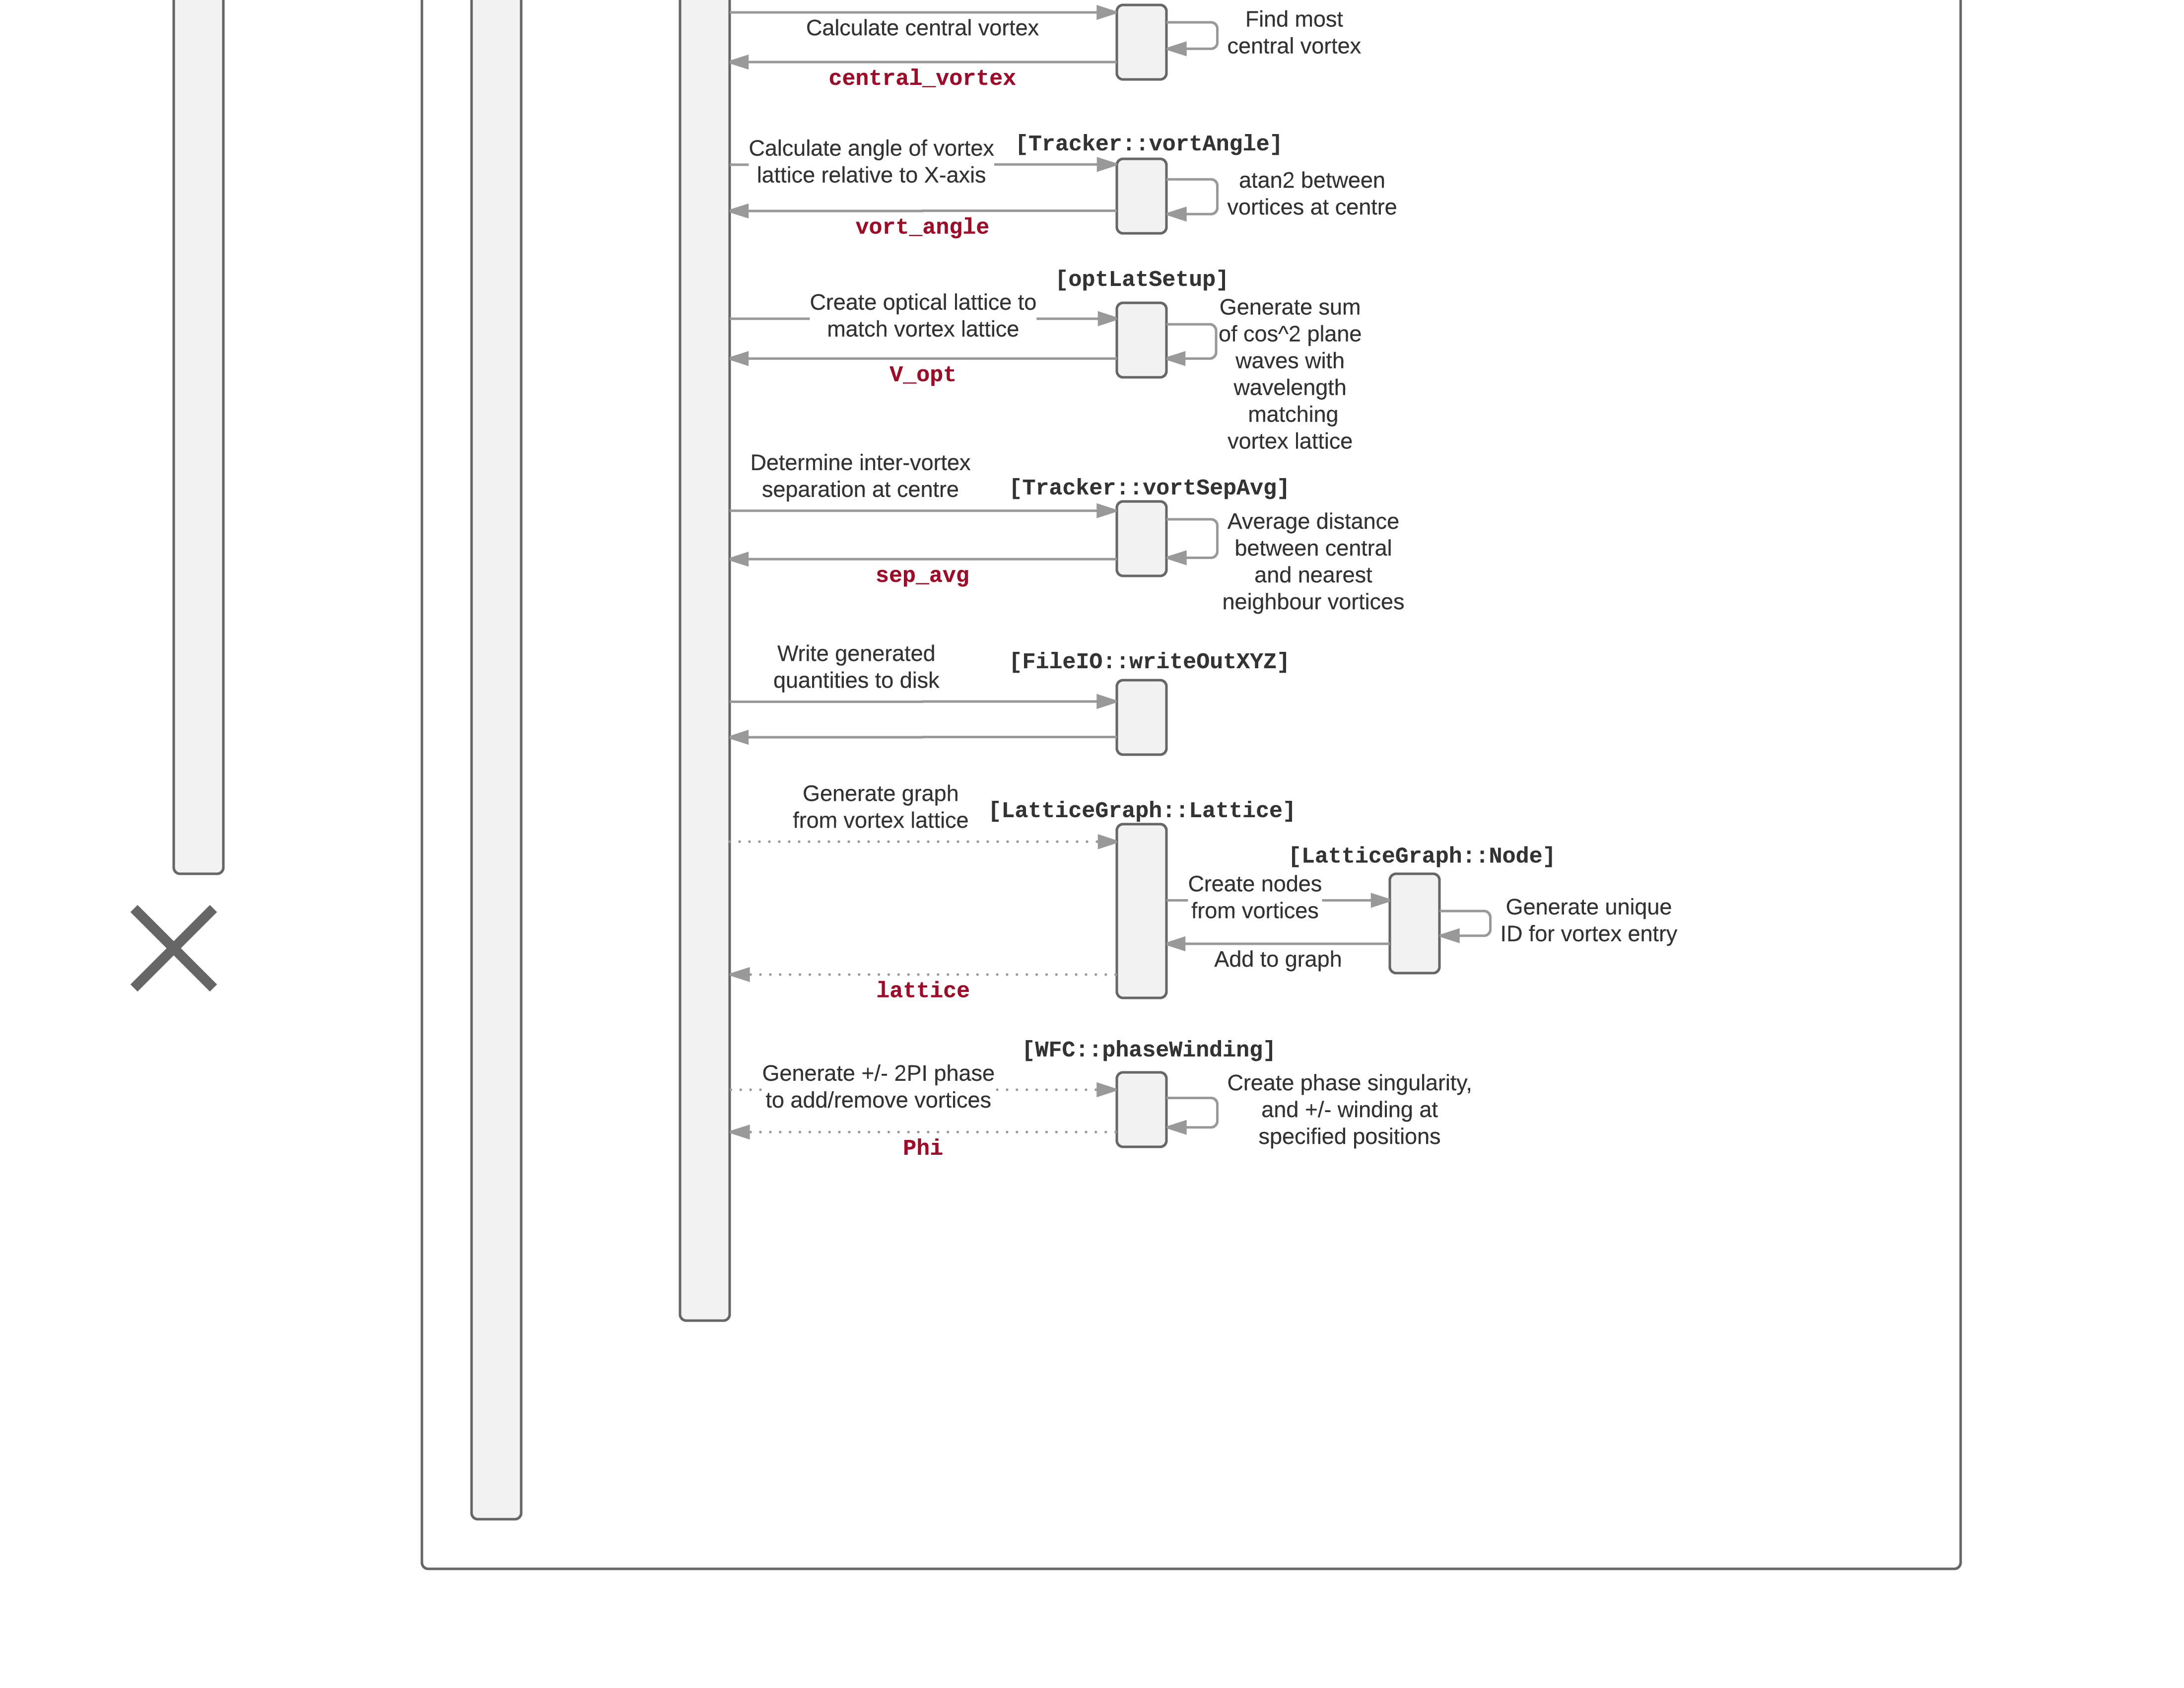 Calculate central vortex
Find most
central vortex
central_vortex
[Tracker::vortAngle]
Calculate angle of vortex
lattice relative to X-axis
atan2 between
vortices at centre
vort_angle
[optLatSetup]
Create optical lattice to
match vortex lattice
Generate sum
of cos^2 plane
waves with
wavelength
matching
vortex lattice
V_opt
Determine inter-vortex
separation at centre
[Tracker::vortSepAvg]
Average distance
between central
and nearest
neighbour vortices
sep_avg
Write generated
quantities to disk
[FileIO::writeOutXYZ]
Generate graph
from vortex lattice
[LatticeGraph::Lattice]
[LatticeGraph::Node]
Create nodes
from vortices
Generate unique
ID for vortex entry
Add to graph
lattice
[WFC::phaseWinding]
Generate +/- 2PI phase
to add/remove vortices
Create phase singularity,
and +/- winding at
specified positions
Phi